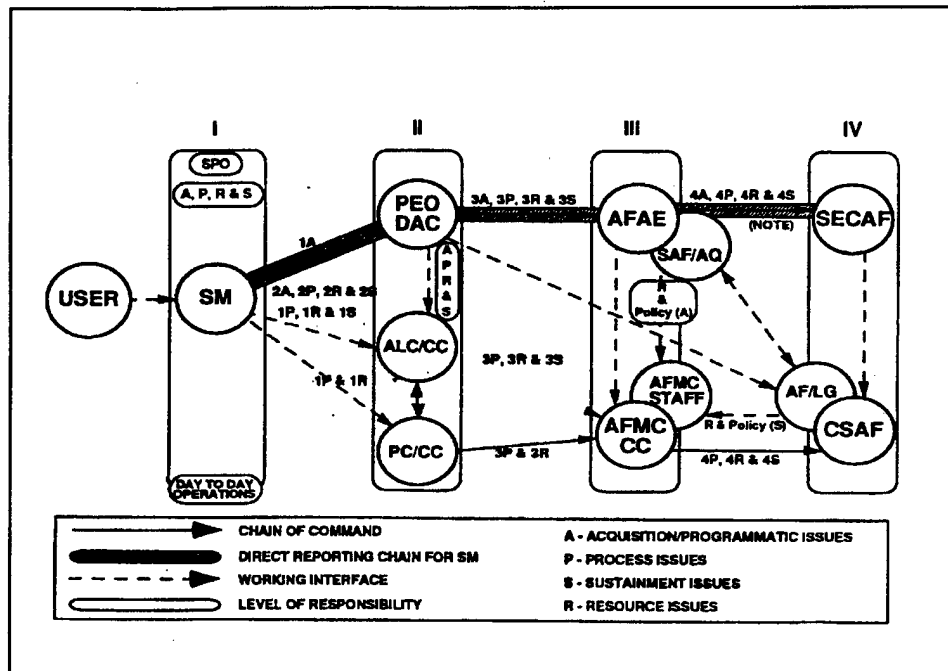 I
II
III
IV
SPO
A, P, R & S
1A
PEO
DAC
3A, 3P, 3R & 3S
AFAE
4A, 4P, 4R & 4S
(NOTE)
SECAF
SAF/AQ
A
P
R
&
S
USER
SM
2A, 2P, 2R & 2S
1P, 1R & 1S
R
&
Policy (A)
ALC/CC
3P, 3R & 3S
1P & 1R
AFMC
STAFF
AF/LG
R & Policy (S)
AFMC
CC
CSAF
PC/CC
3P & 3R
4P, 4R & 4S
DAY TO DAY
OPERATIONS
CHAIN OF COMMAND
DIRECT REPORTING CHAIN FOR SM
WORKING INTERFACE
LEVEL OF RESPONSIBILITY
A - ACQUISITION/PROGRAMMATIC ISSUES
P - PROCESS ISSUES
S - SUSTAINMENT ISSUES
R - RESOURCE ISSUES